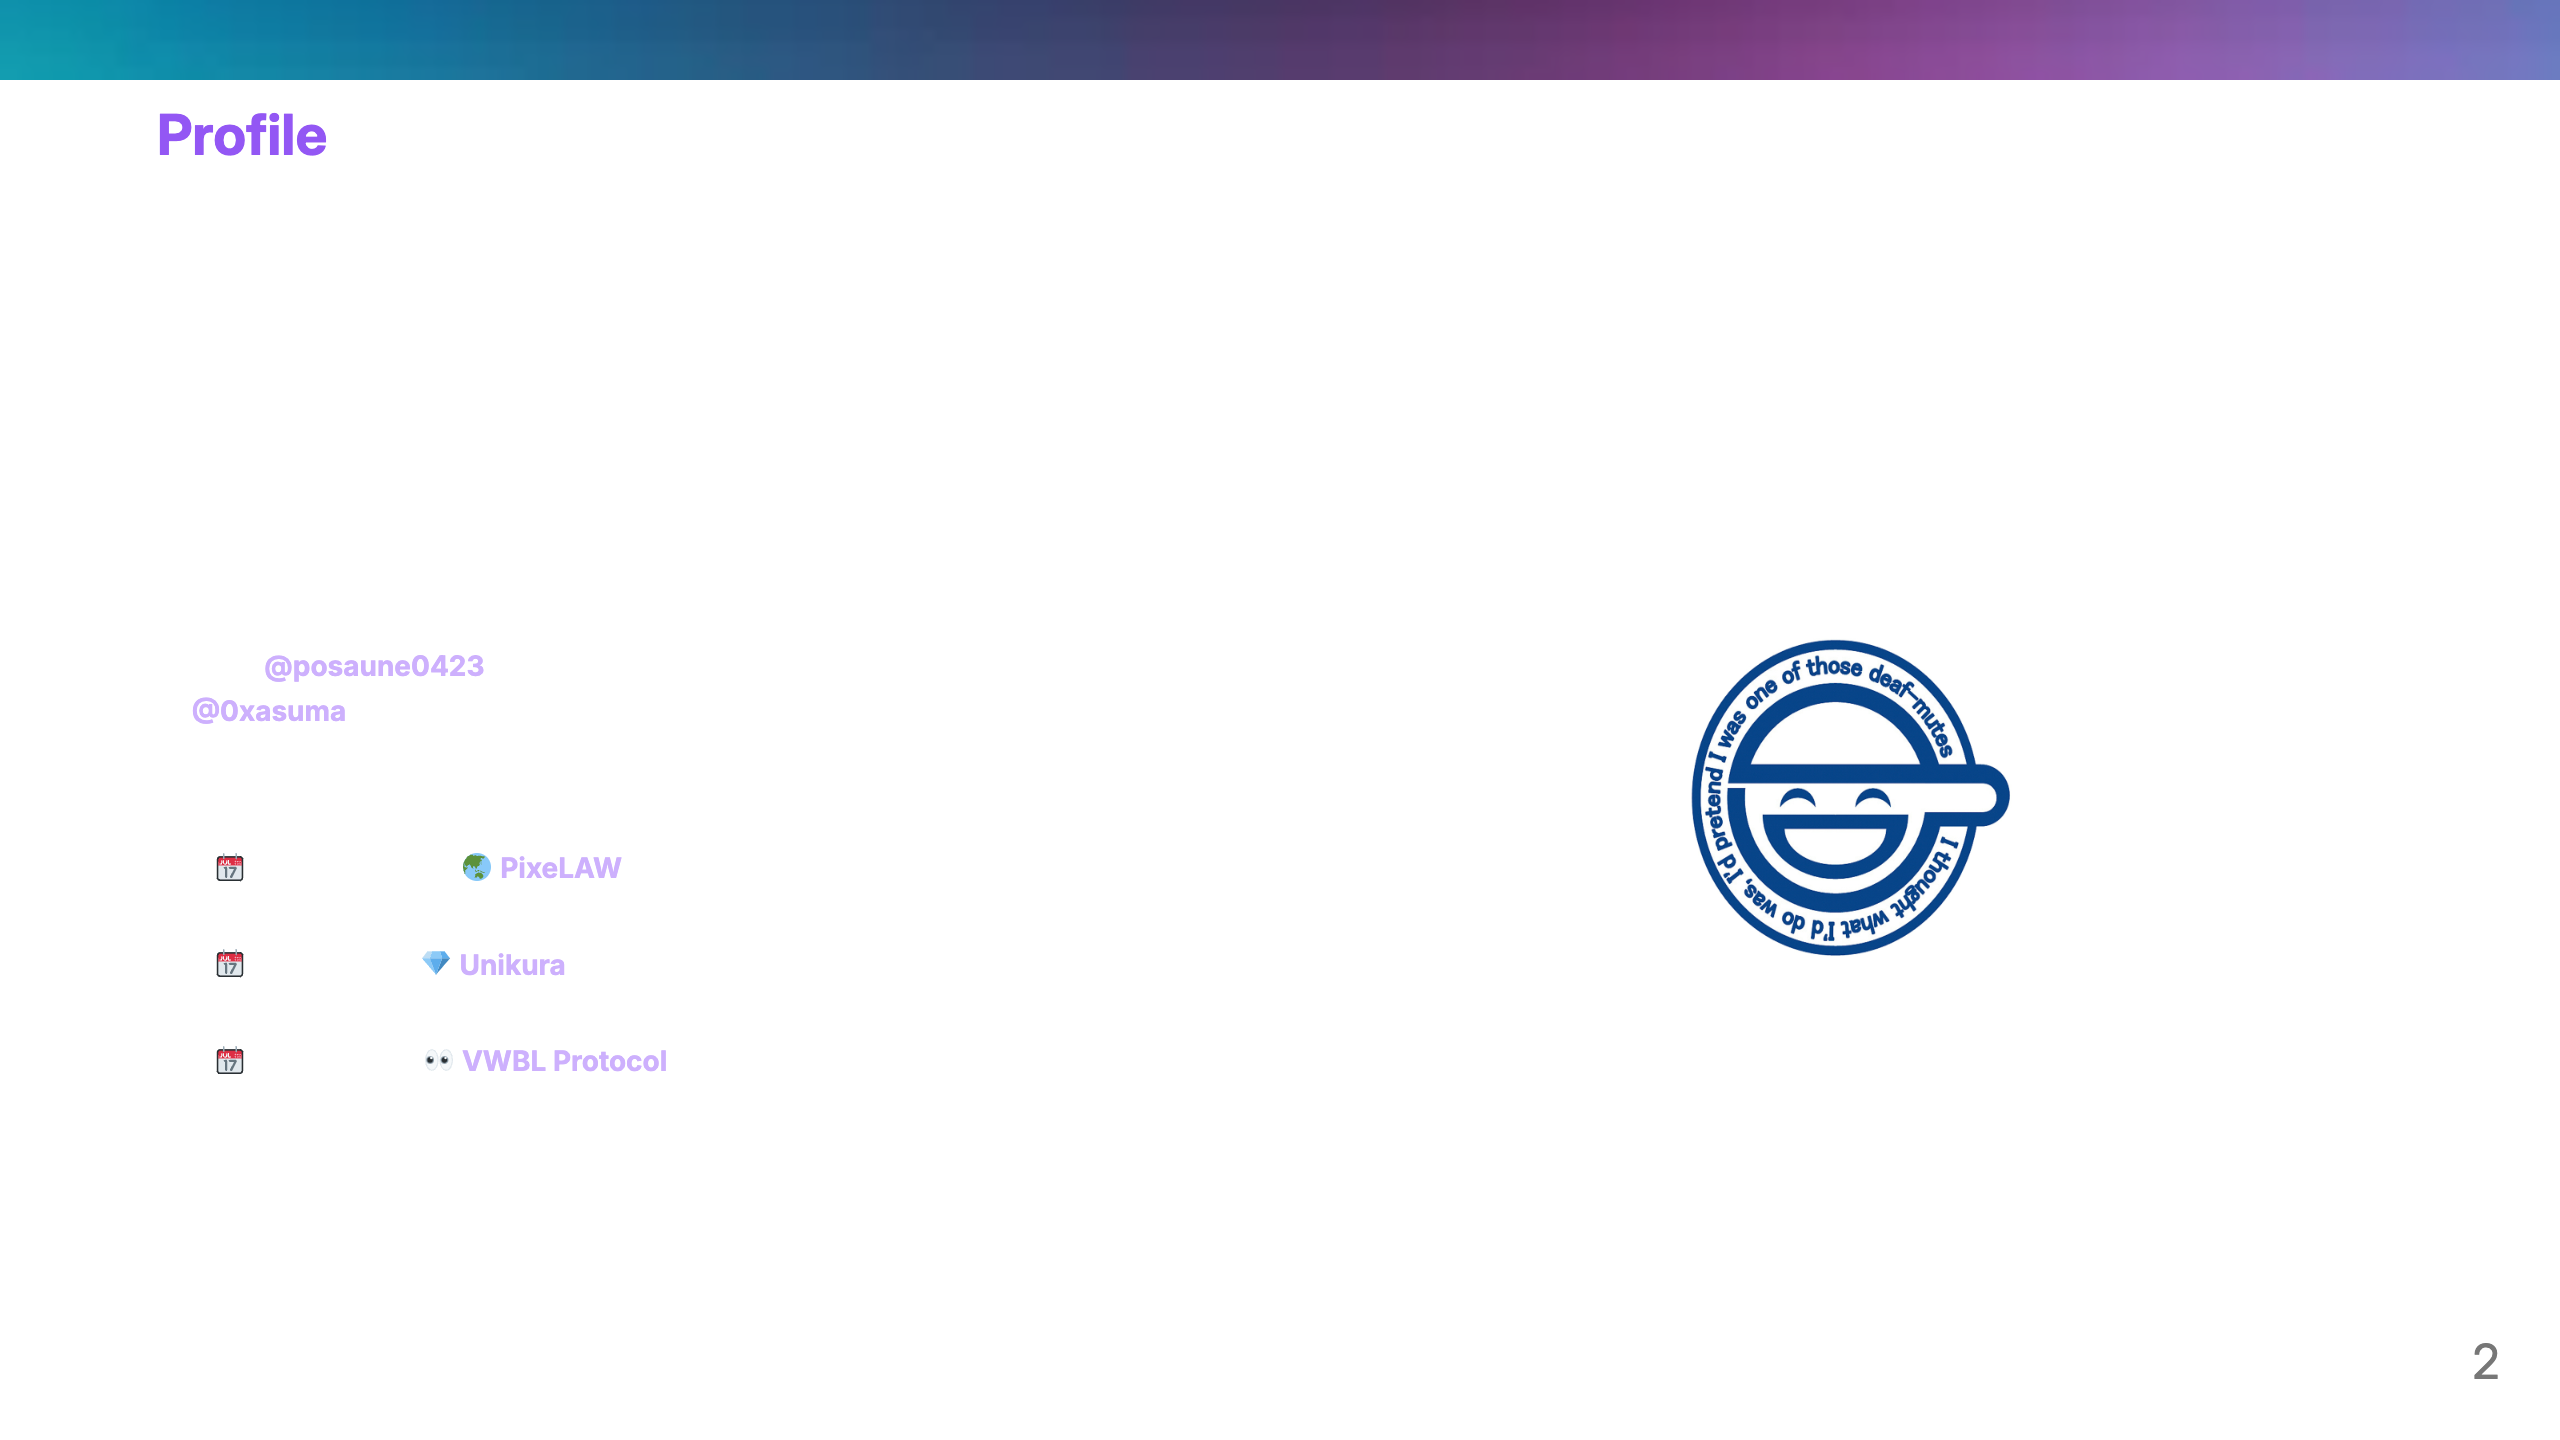 Profile
@posaune0423
@0xasuma
📅 🌏 PixeLAW
📅 💎 Unikura
📅 👀 VWBL Protocol
I thought what I'd do was, I'd pretend I was one of those deaf-mutes
2